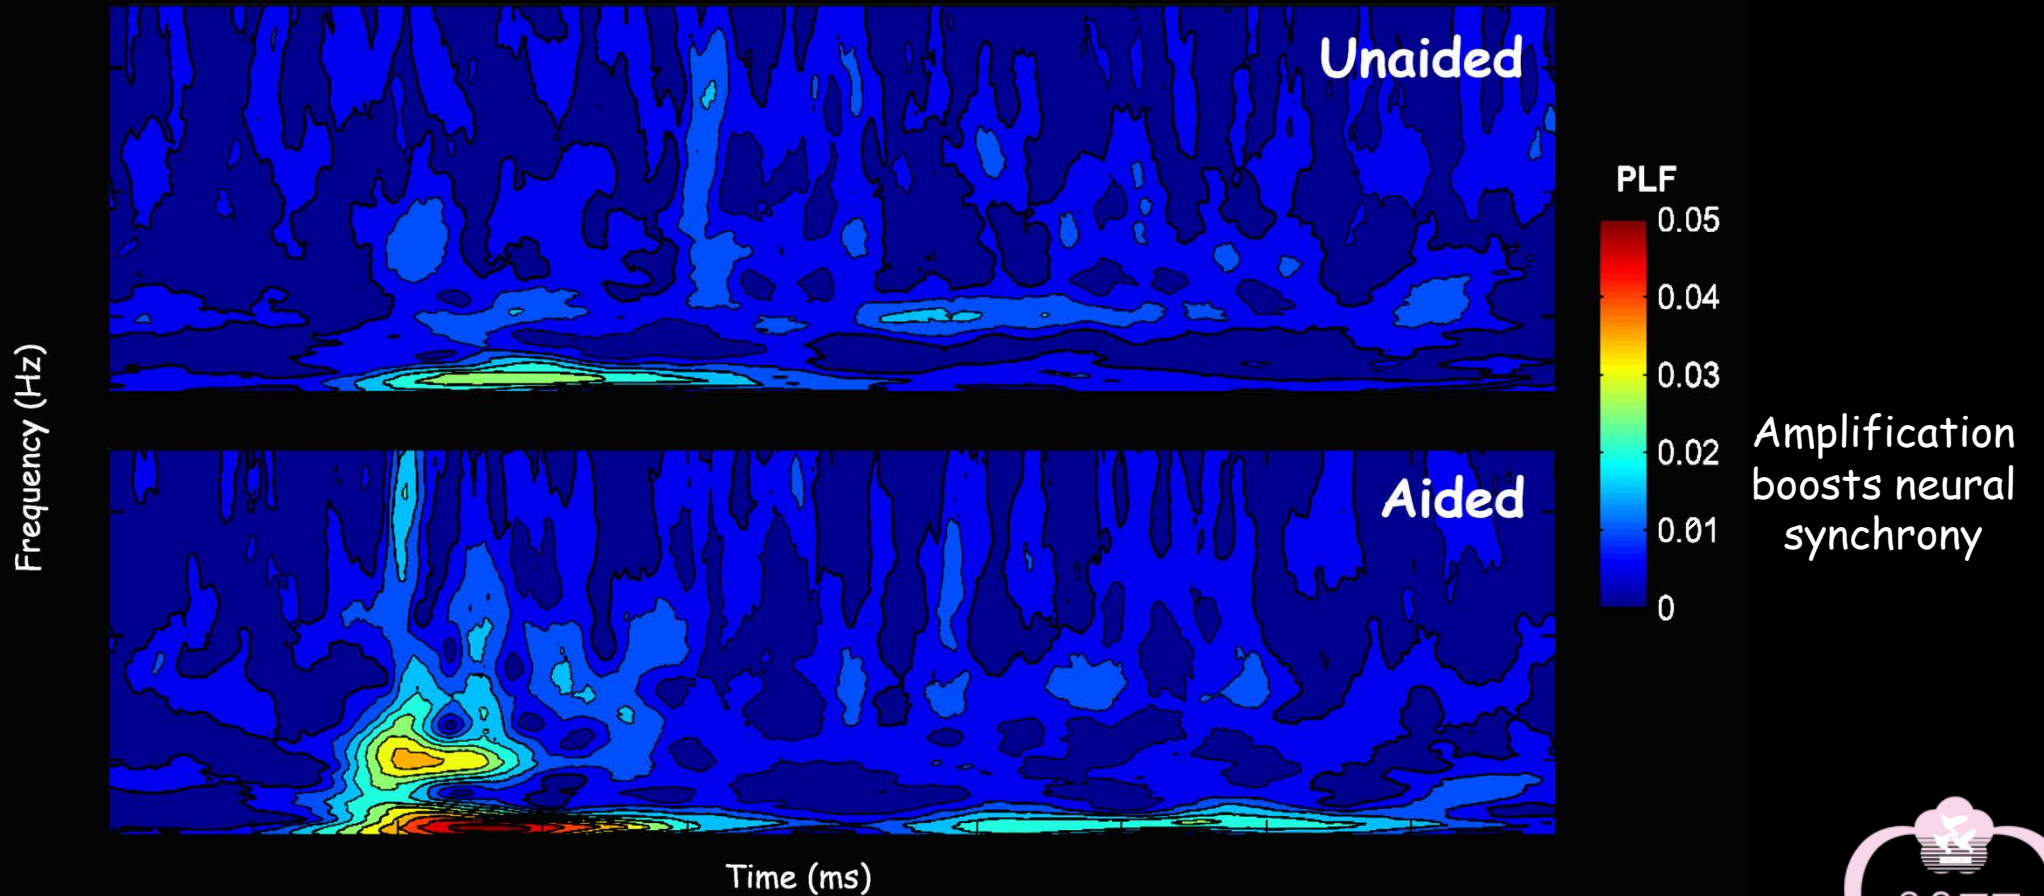 Unaided
PLF
0.05
0.04
0.03
0.02
0.01
0
Frequency (Hz)
Aided
Amplification
boosts neural
synchrony
Time (ms)